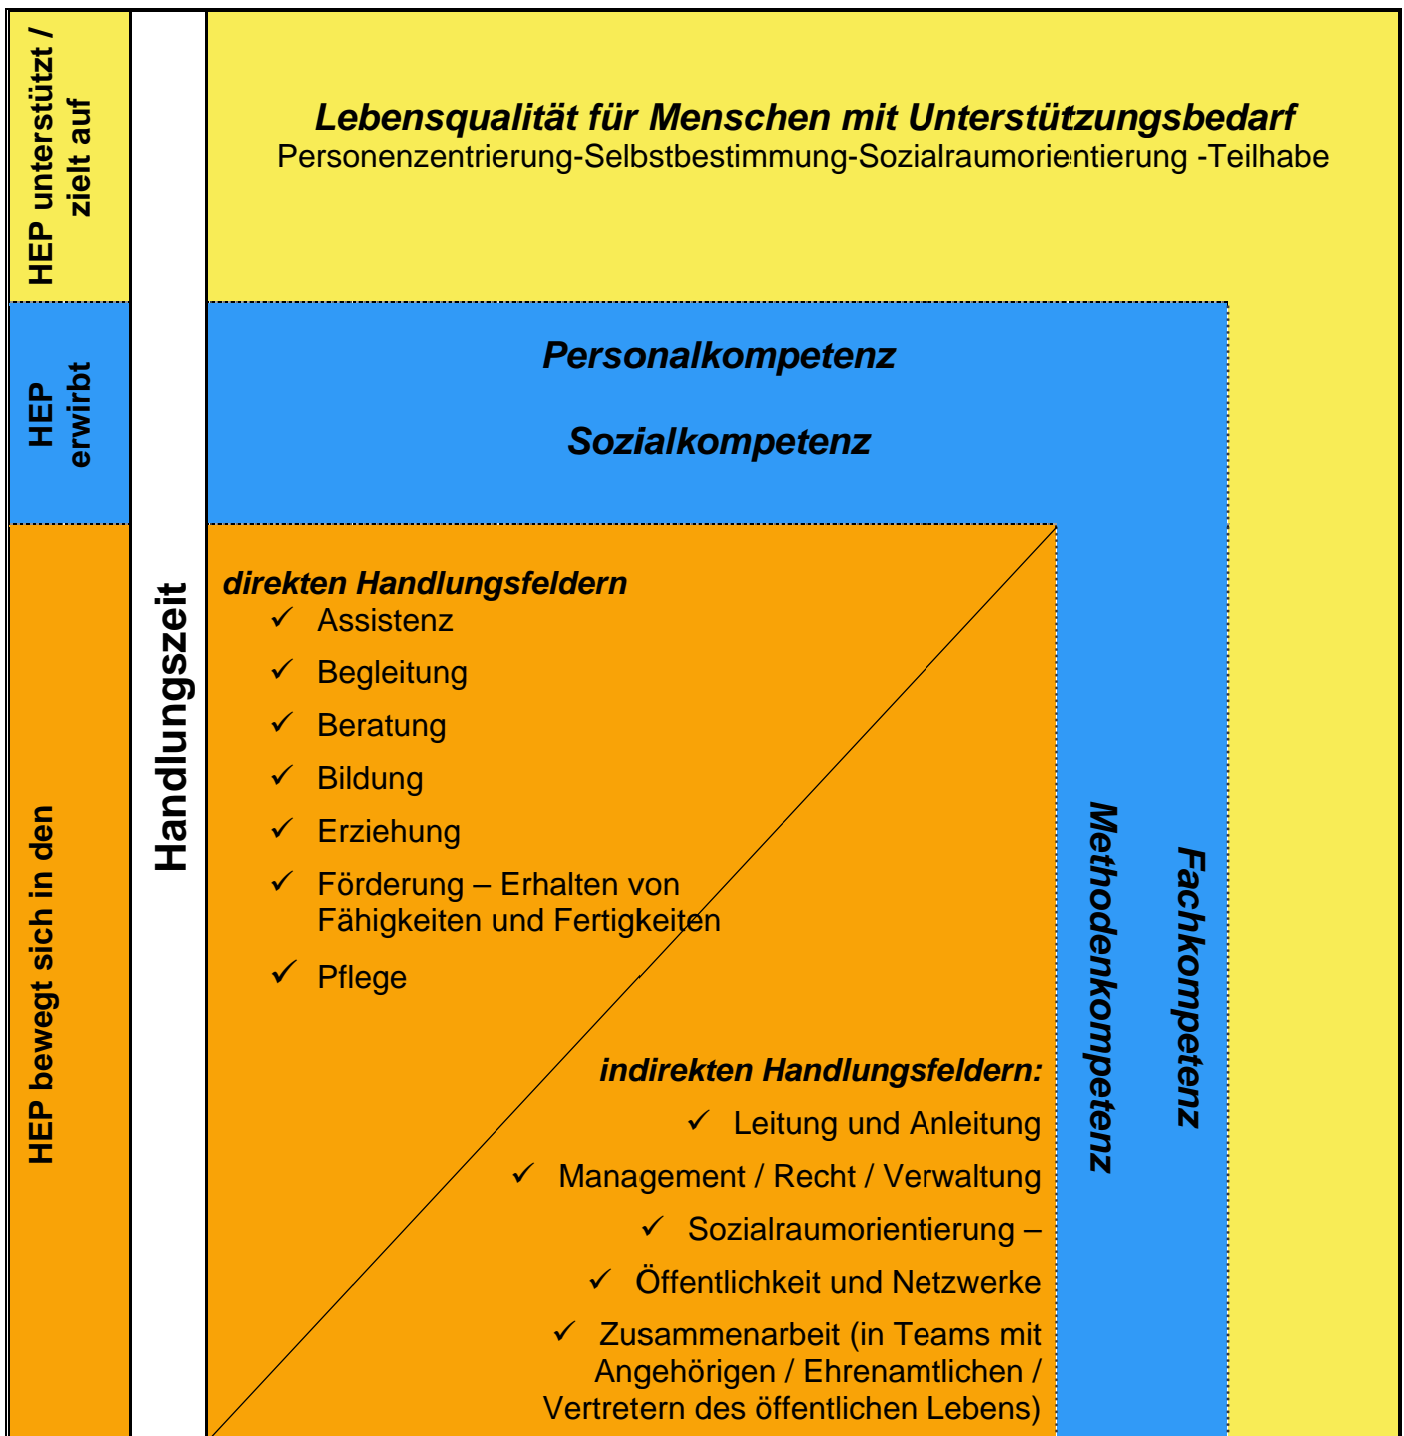 HEP unterstützt /
zielt auf
Lebensqualität für Menschen mit Unterstützungsbedarf
Personenzentrierung-Selbstbestimmung-Sozialraumorientierung -Teilhabe
HEP
erwirbt
Personalkompetenz
Sozialkompetenz
Handlungszeit
HEP bewegt sich in den
direkten Handlungsfeldern
✓ Assistenz
✓ Begleitung
✓ Beratung
✓ Bildung
✓ Erziehung
✓ Förderung – Erhalten von
Fähigkeiten und Fertigkeiten
✓ Pflege
indirekten Handlungsfeldern:
✓ Leitung und Anleitung
✓ Management / Recht / Verwaltung
✓ Sozialraumorientierung –
✓ Öffentlichkeit und Netzwerke
✓ Zusammenarbeit (in Teams mit
Angehörigen / Ehrenamtlichen /
Vertretern des öffentlichen Lebens)
Methodenkompetenz
Fachkompetenz